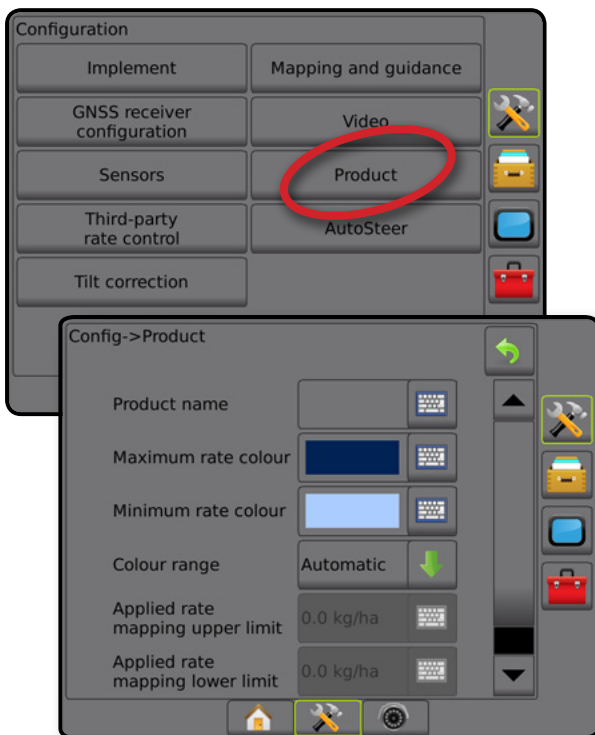 Configuration
Implement
Mapping and guidance
GNSS receiver
configuration
Video
Sensors
Product
Third-party
rate control
AutoSteer
Tilt correction
Config->Product
Product name
Maximum rate colour
Minimum rate colour
Colour range
Automatic
Applied rate
mapping upper limit
0.0 kg/ha
Applied rate
mapping lower limit
0.0 kg/ha